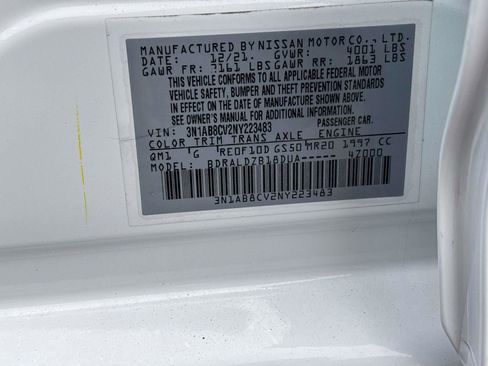 MANUFACTURED BY NISSAN MOTOR CO., LTD.
DATE: 12/21 GVWR: 4001 LBS
GAWR FR: 2161 LBS GAWR RR: 1863 LBS
THIS VEHICLE CONFORMS TO ALL APPLICABLE FEDERAL MOTOR
VEHICLE SAFETY, BUMPER AND THEFT PREVENTION STANDARDS
IN EFFECT ON THE DATE OF MANUFACTURE SHOWN ABOVE.
SEE OWNER'S MANUAL FOR ADDITIONAL INFORMATION.
VIN: 3N1AB8CV2NY223483 PASSENGER CAR.
COLOR TRIM TRANS AXLE ENGINE
QM1 G RE0F10D GS50 MR20 1997 CC
MODEL: BDRALDZB18DUA----- 4Z000
3N1AB8CV2NY223483